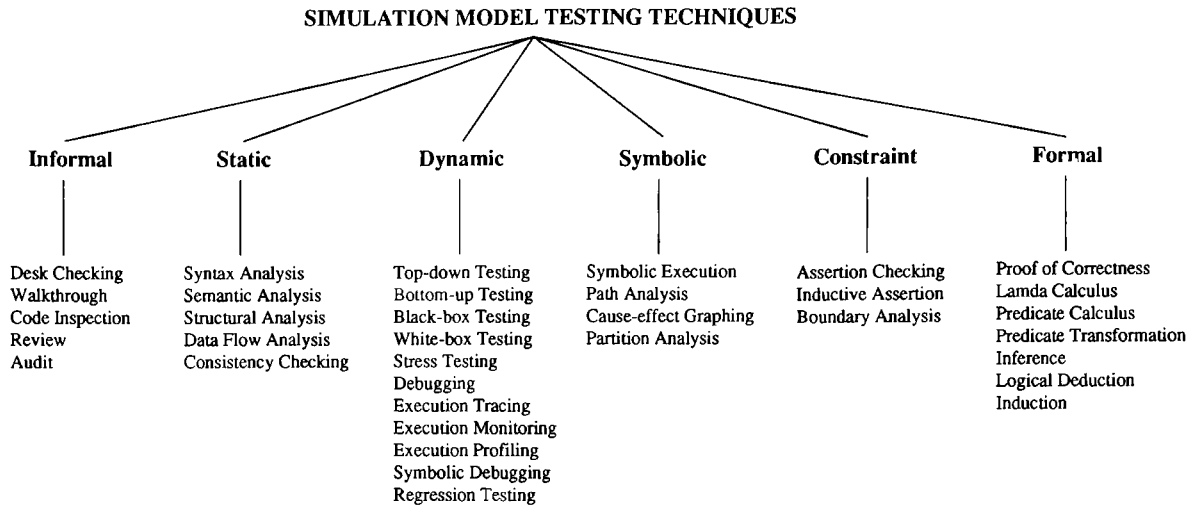 SIMULATION MODEL TESTING TECHNIQUES
Informal
Desk Checking
Walkthrough
Code Inspection
Review
Audit
Static
Syntax Analysis
Semantic Analysis
Structural Analysis
Data Flow Analysis
Consistency Checking
Dynamic
Top-down Testing
Bottom-up Testing
Black-box Testing
White-box Testing
Stress Testing
Debugging
Execution Tracing
Execution Monitoring
Execution Profiling
Symbolic Debugging
Regression Testing
Symbolic
Symbolic Execution
Path Analysis
Cause-effect Graphing
Partition Analysis
Constraint
Assertion Checking
Inductive Assertion
Boundary Analysis
Formal
Proof of Correctness
Lamda Calculus
Predicate Calculus
Predicate Transformation
Inference
Logical Deduction
Induction